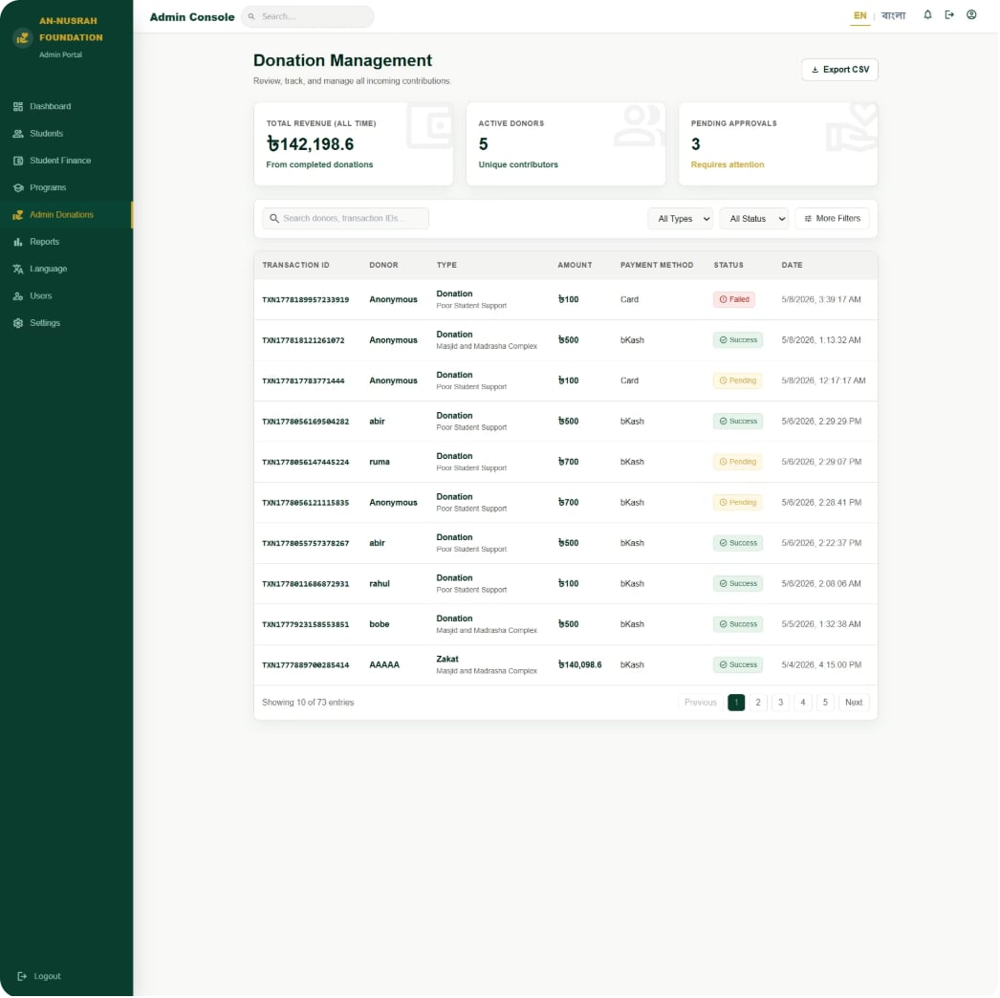 AN-NUSRAH
FOUNDATION
Admin Portal
Dashboard
Students
Student Finance
Programs
Admin Donations
Reports
Language
Users
Settings
Logout
Admin Console
Search...
EN | বাংলা
Donation Management
Review, track, and manage all incoming contributions.
Export CSV
TOTAL REVENUE (ALL TIME)
৳142,198.6
From completed donations
ACTIVE DONORS
5
Unique contributors
PENDING APPROVALS
3
Requires attention
Search donors, transaction IDs...
All Types
All Status
More Filters
TRANSACTION ID DONOR TYPE AMOUNT PAYMENT METHOD STATUS DATE
TXN1778189957233919 Anonymous Donation Poor Student Support ৳100 Card Failed 5/8/2026, 3:39:17 AM
TXN177818121261072 Anonymous Donation Masjid and Madrasha Complex ৳500 bKash Success 5/8/2026, 1:13:32 AM
TXN177817783771444 Anonymous Donation Poor Student Support ৳100 Card Pending 5/8/2026, 12:17:17 AM
TXN1778056169504282 abir Donation Poor Student Support ৳500 bKash Success 5/6/2026, 2:29:29 PM
TXN1778056147445224 ruma Donation Poor Student Support ৳700 bKash Pending 5/6/2026, 2:29:07 PM
TXN1778056121115835 Anonymous Donation Poor Student Support ৳700 bKash Pending 5/6/2026, 2:28:41 PM
TXN1778055757378267 abir Donation Poor Student Support ৳500 bKash Success 5/6/2026, 2:22:37 PM
TXN1778011686872931 rahul Donation Poor Student Support ৳100 bKash Success 5/6/2026, 2:08:06 AM
TXN1777923158553851 bobe Donation Masjid and Madrasha Complex ৳500 bKash Success 5/5/2026, 1:32:38 AM
TXN1777889700285414 AAAAA Zakat Masjid and Madrasha Complex ৳140,098.6 bKash Success 5/4/2026, 4:15:00 PM
Showing 10 of 73 entries
Previous 1 2 3 4 5 Next